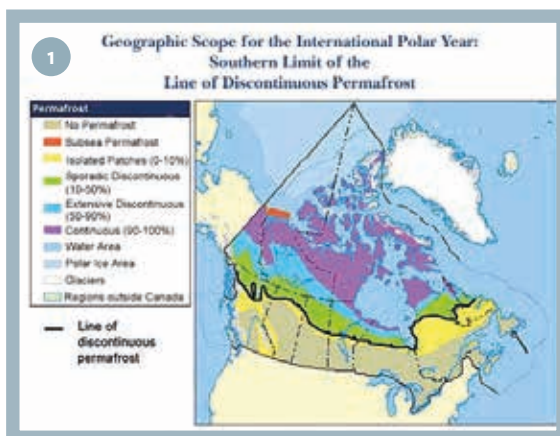 1
Geographic Scope for the International Polar Year:
Southern Limit of the
Line of Discontinuous Permafrost
Permafrost
No Permafrost
Subsea Permafrost
Isolated Patches (0-10%)
Sporadic Discontinuous
(10-50%)
Extensive Discontinuous
(50-90%)
Continuous (90-100%)
Water Area
Polar Ice Area
Glaciers
Regions outside Canada
Line of
discontinuous
permafrost